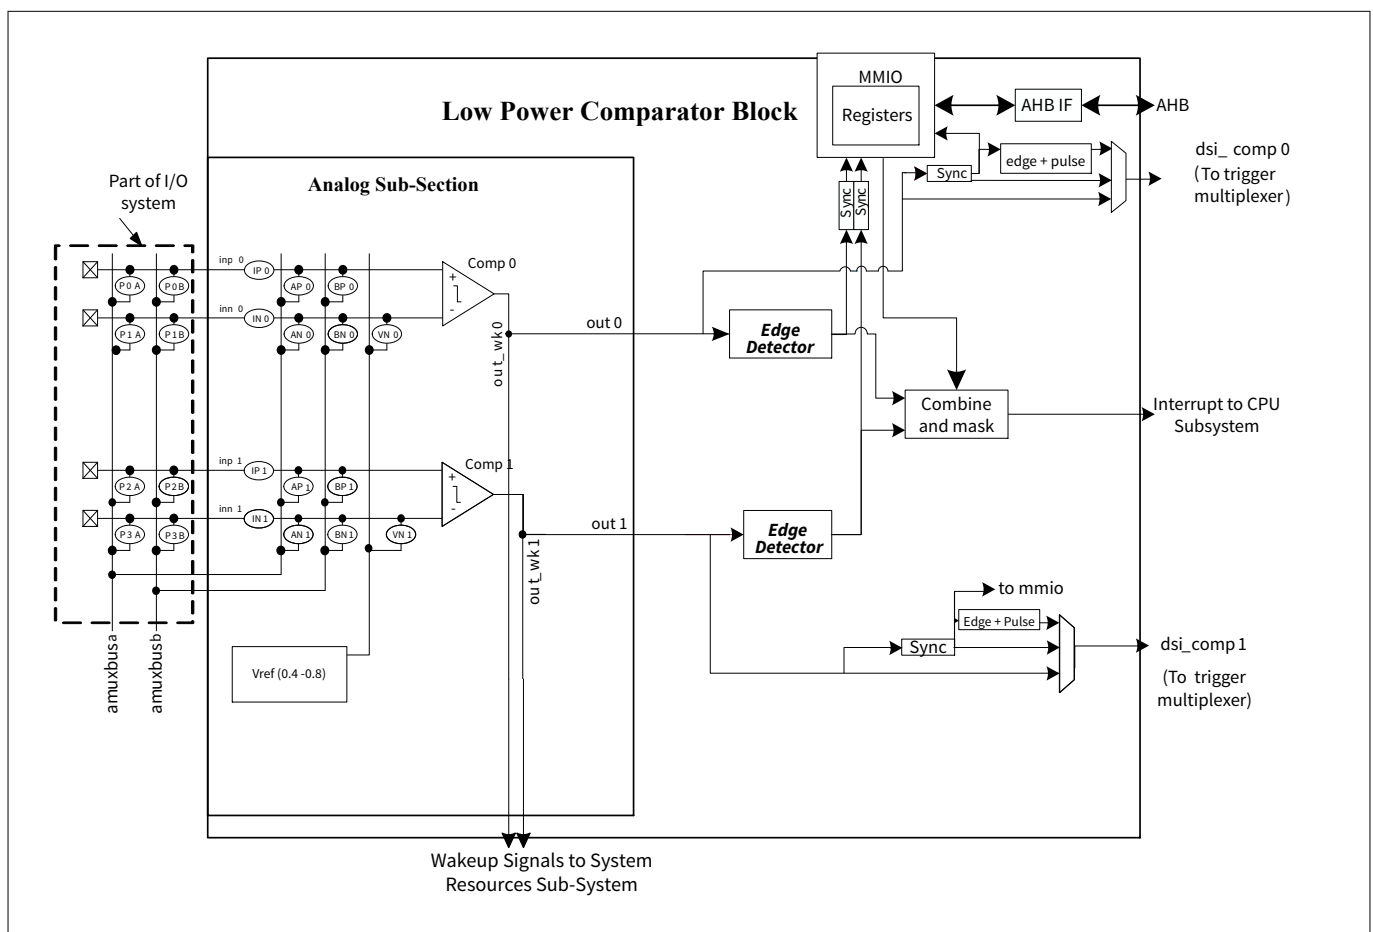 MMIO
Registers
Low Power Comparator Block
AHB IF
AHB
edge + pulse
Sync
dsi_ comp 0
(To trigger
multiplexer)
Sync
Sync
Part of I/O
system
Analog Sub-Section
inp 0
IP 0
P0 A
P0B
AP 0
BP 0
Comp 0
+
-
inn 0
IN 0
P1 A
P1B
AN 0
BN 0
VN 0
out_wk0
out 0
Edge
Detector
Combine
and mask
Interrupt to CPU
Subsystem
inp 1
IP 1
P2 A
P2B
AP 1
BP 1
Comp 1
+
-
inn 1
IN 1
P3 A
P3B
AN 1
BN 1
VN 1
out_wk1
out 1
Edge
Detector
to mmio
Edge + Pulse
Sync
dsi_comp 1
(To trigger
multiplexer)
amuxbusa
amuxbusb
Vref (0.4 -0.8)
Wakeup Signals to System
Resources Sub-System